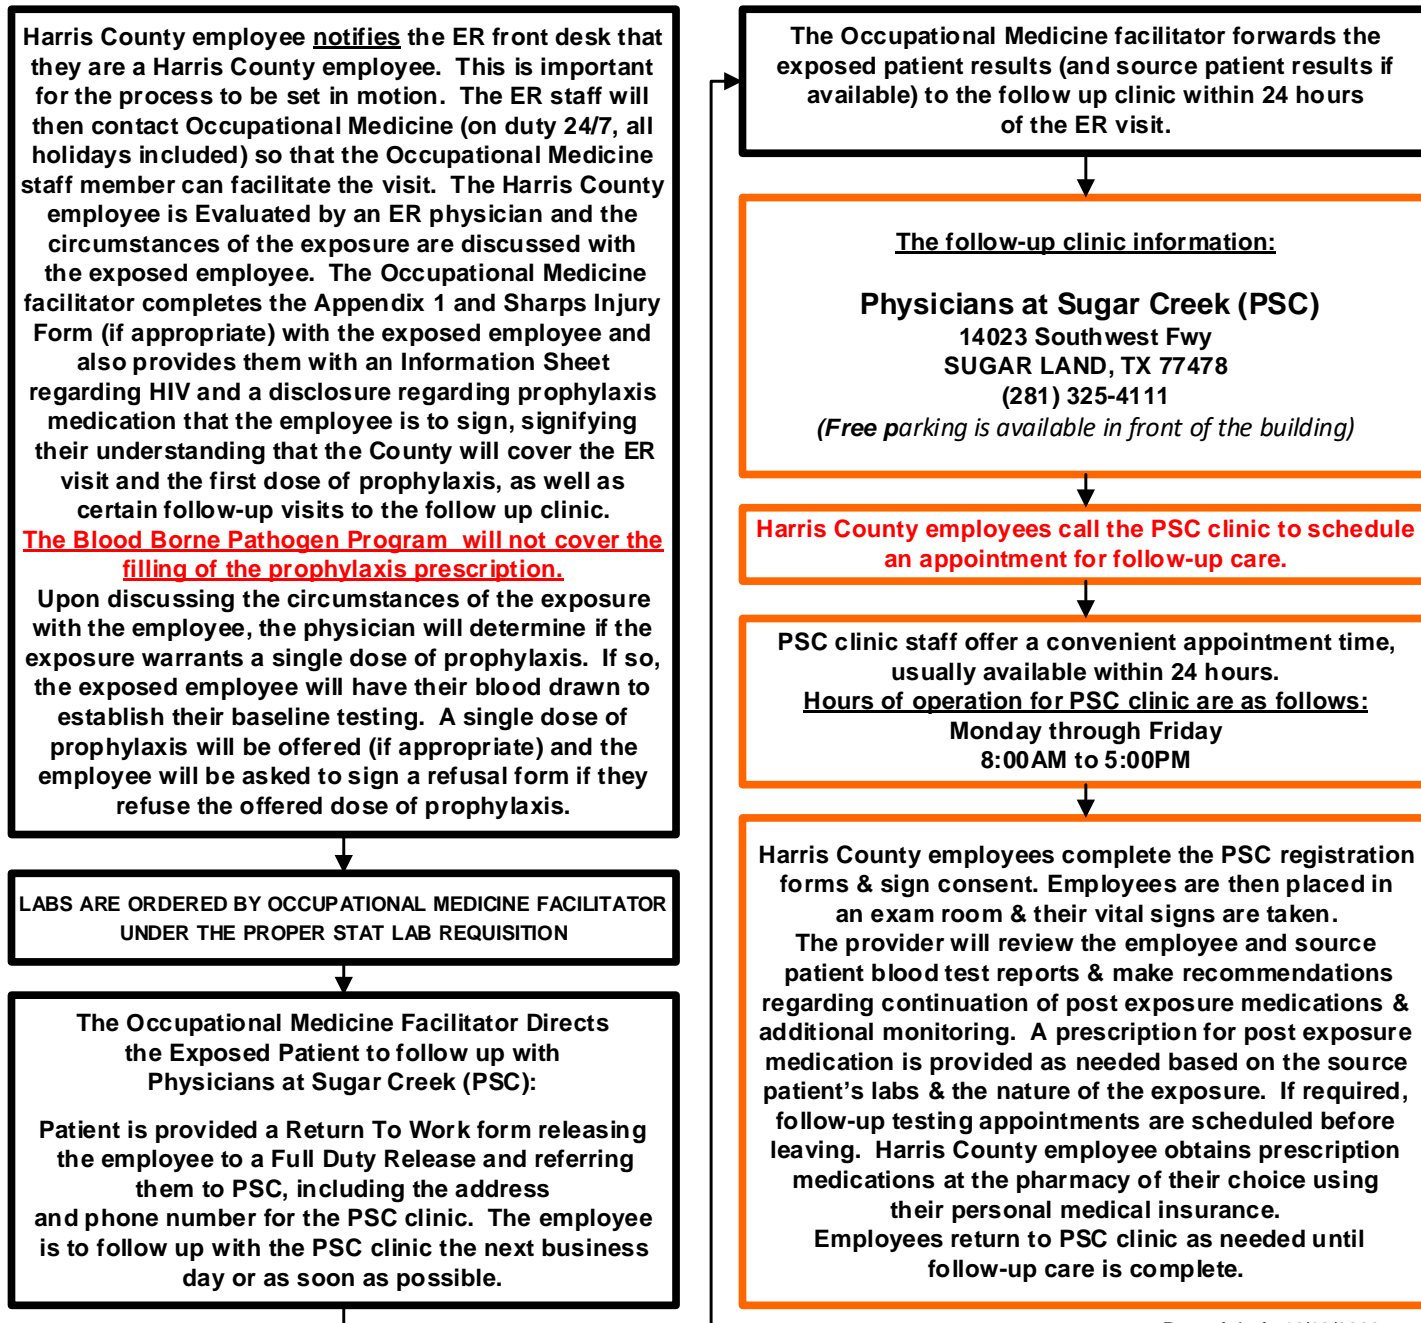 Harris County employee notifies the ER front desk that
they are a Harris County employee. This is important
for the process to be set in motion. The ER staff will
then contact Occupational Medicine (on duty 24/7, all
holidays included) so that the Occupational Medicine
staff member can facilitate the visit. The Harris County
employee is Evaluated by an ER physician and the
circumstances of the exposure are discussed with
the exposed employee. The Occupational Medicine
facilitator completes the Appendix 1 and Sharps Injury
Form (if appropriate) with the exposed employee and
also provides them with an Information Sheet
regarding HIV and a disclosure regarding prophylaxis
medication that the employee is to sign, signifying
their understanding that the County will cover the ER
visit and the first dose of prophylaxis, as well as
certain follow-up visits to the follow up clinic.
The Blood Borne Pathogen Program will not cover the
filling of the prophylaxis prescription.
Upon discussing the circumstances of the exposure
with the employee, the physician will determine if the
exposure warrants a single dose of prophylaxis. If so,
the exposed employee will have their blood drawn to
establish their baseline testing. A single dose of
prophylaxis will be offered (if appropriate) and the
employee will be asked to sign a refusal form if they
refuse the offered dose of prophylaxis.
LABS ARE ORDERED BY OCCUPATIONAL MEDICINE FACILITATOR
UNDER THE PROPER STAT LAB REQUISITION
The Occupational Medicine Facilitator Directs
the Exposed Patient to follow up with
Physicians at Sugar Creek (PSC):
Patient is provided a Return To Work form releasing
the employee to a Full Duty Release and referring
them to PSC, including the address
and phone number for the PSC clinic. The employee
is to follow up with the PSC clinic the next business
day or as soon as possible.
The Occupational Medicine facilitator forwards the
exposed patient results (and source patient results if
available) to the follow up clinic within 24 hours
of the ER visit.
The follow-up clinic information:
Physicians at Sugar Creek (PSC)
14023 Southwest Fwy
SUGAR LAND, TX 77478
(281) 325-4111
(Free parking is available in front of the building)
Harris County employees call the PSC clinic to schedule
an appointment for follow-up care.
PSC clinic staff offer a convenient appointment time,
usually available within 24 hours.
Hours of operation for PSC clinic are as follows:
Monday through Friday
8:00AM to 5:00PM
Harris County employees complete the PSC registration
forms & sign consent. Employees are then placed in
an exam room & their vital signs are taken.
The provider will review the employee and source
patient blood test reports & make recommendations
regarding continuation of post exposure medications &
additional monitoring. A prescription for post exposure
medication is provided as needed based on the source
patient's labs & the nature of the exposure. If required,
follow-up testing appointments are scheduled before
leaving. Harris County employee obtains prescription
medications at the pharmacy of their choice using
their personal medical insurance.
Employees return to PSC clinic as needed until
follow-up care is complete.